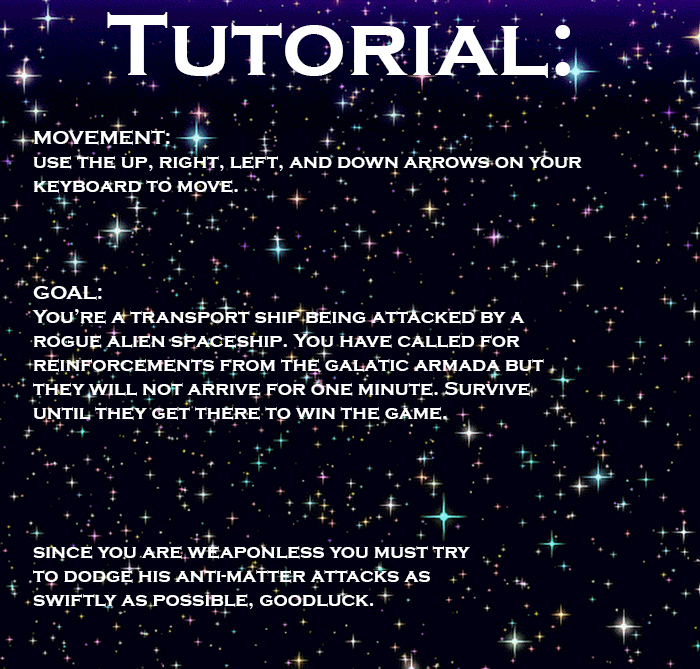 Tutorial:
MOVEMENT:
USE THE UP, RIGHT, LEFT, AND DOWN ARROWS ON YOUR
KEYBOARD TO MOVE.
GOAL:
You're a transport ship being attacked by a
rogue alien spaceship. You have called for
reinforcements from the galatic armada but
they will not arrive for one minute. Survive
until they get there to win the game.
since you are weaponless you must try
to dodge his anti-matter attacks as
swiftly as possible, goodluck.